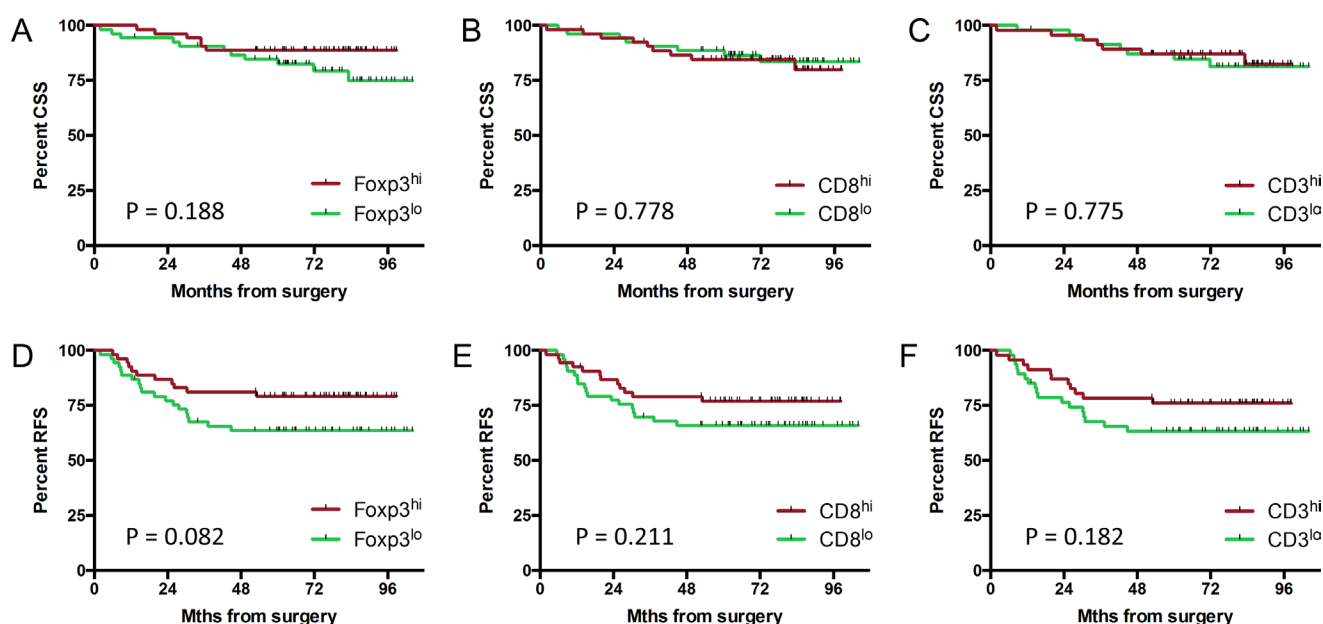 A
Percent CSS
100
75
50
25
0
Foxp3hi
Foxp3lo
P = 0.188
0 24 48 72 96
Months from surgery
B
Percent CSS
100
75
50
25
0
CD8hi
CD8lo
P = 0.778
0 24 48 72 96
Months from surgery
C
Percent CSS
100
75
50
25
0
CD3hi
CD3lo
P = 0.775
0 24 48 72 96
Months from surgery
D
Percent RFS
100
75
50
25
0
Foxp3hi
Foxp3lo
P = 0.082
0 24 48 72 96
Mths from surgery
E
Percent RFS
100
75
50
25
0
CD8hi
CD8lo
P = 0.211
0 24 48 72 96
Mths from surgery
F
Percent RFS
100
75
50
25
0
CD3hi
CD3lo
P = 0.182
0 24 48 72 96
Mths from surgery